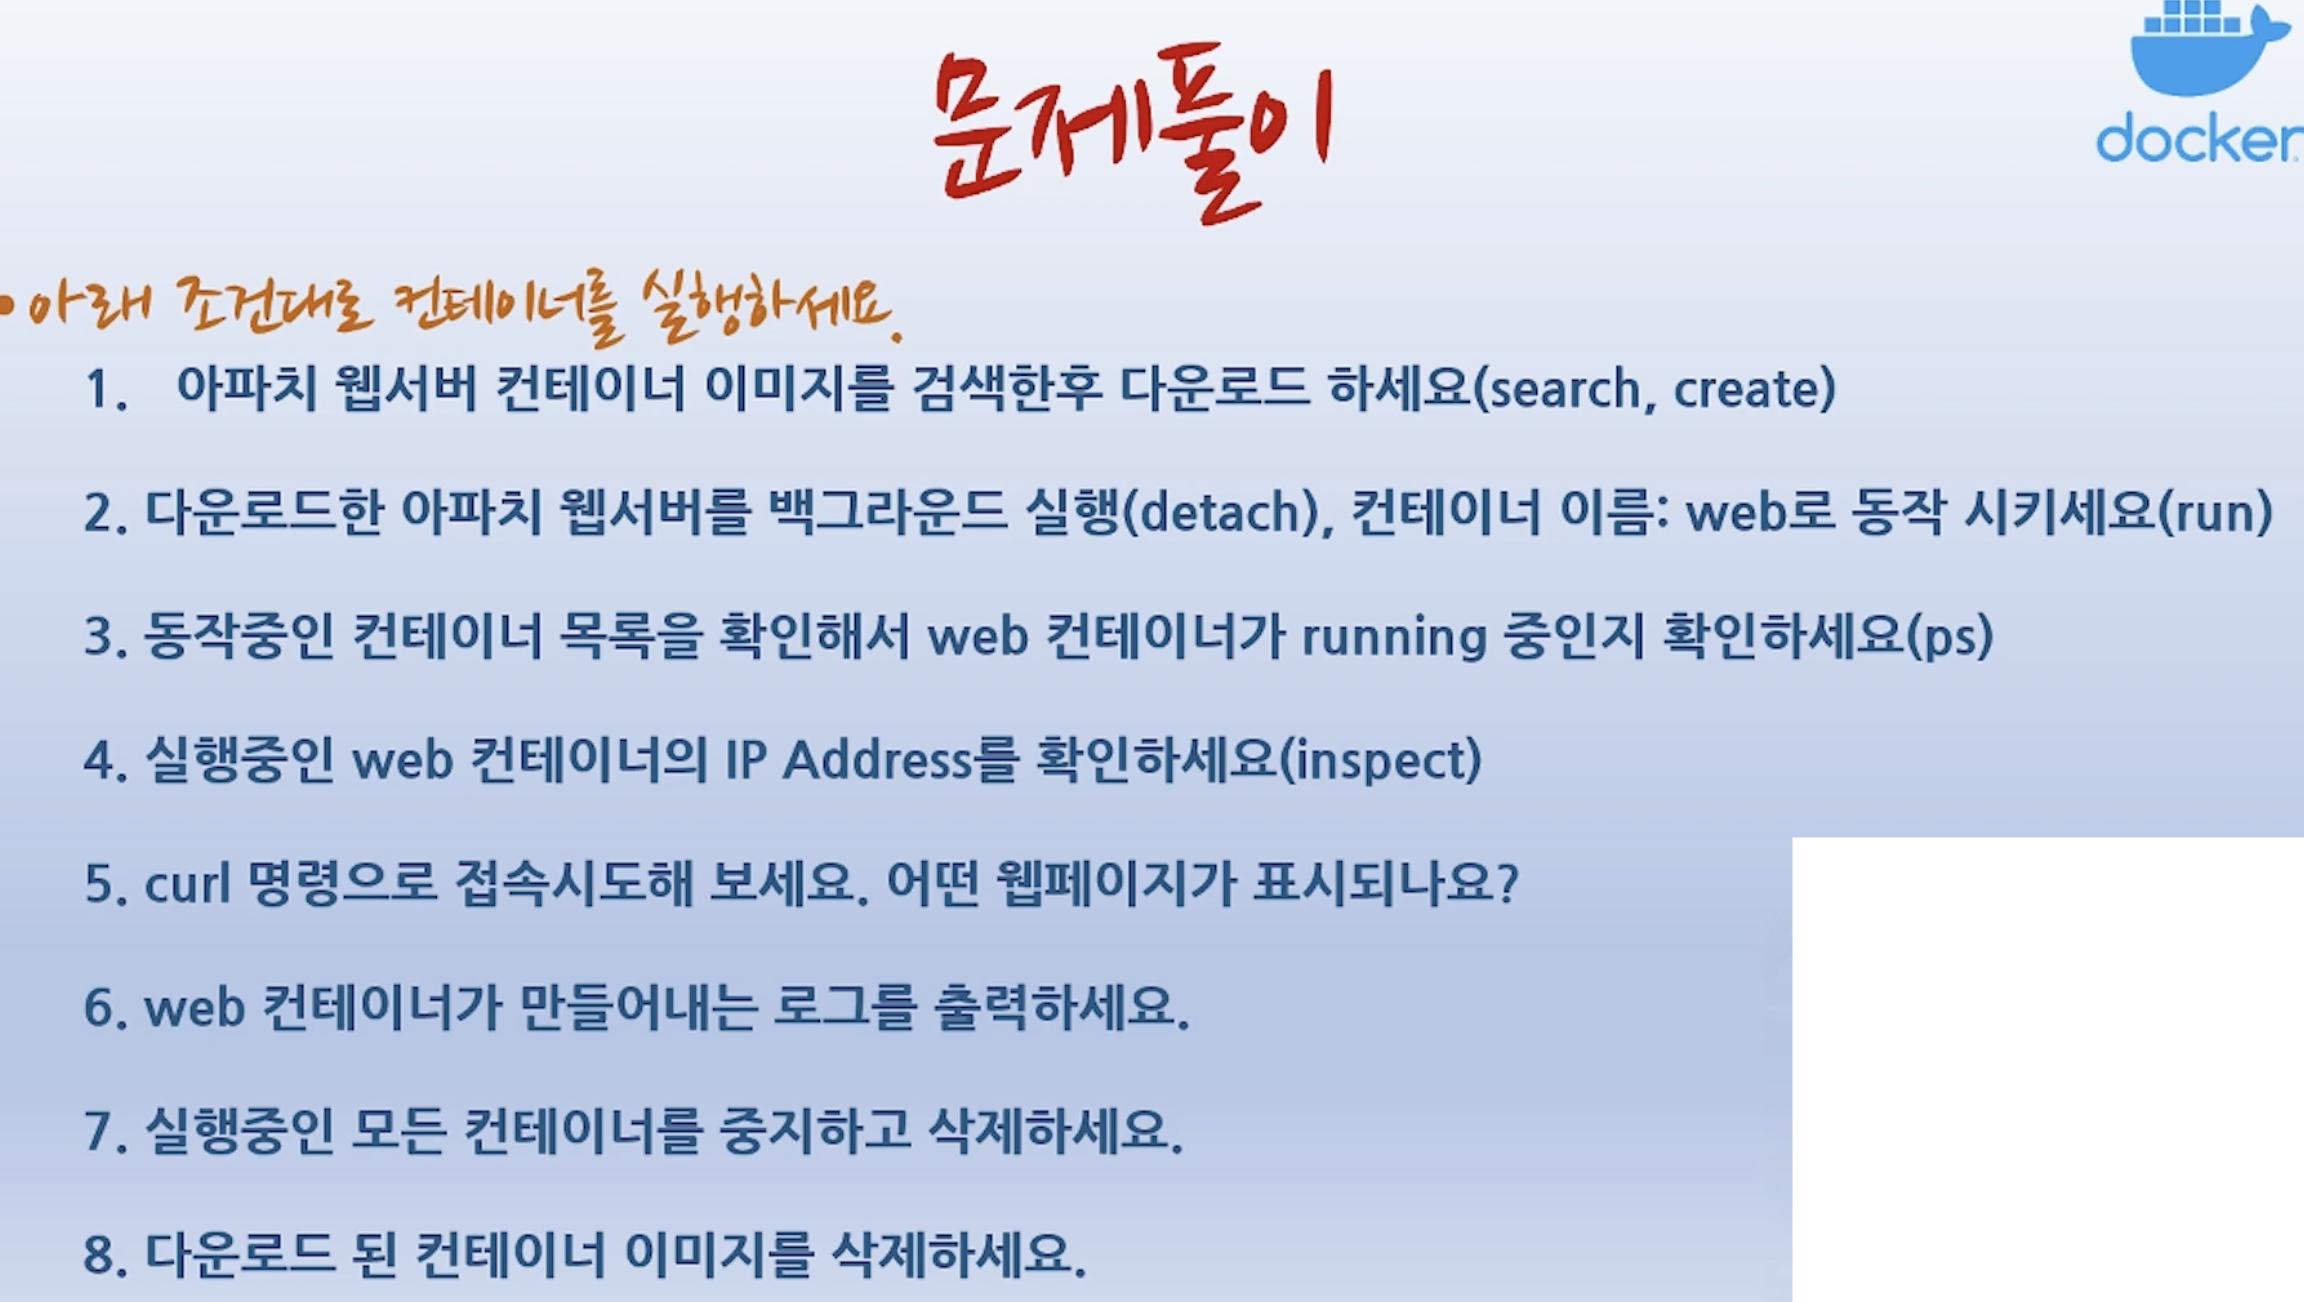 문제풀이
docker
• 아래 조건대로 컨테이너를 실행하세요.
1. 아파치 웹서버 컨테이너 이미지를 검색한후 다운로드 하세요(search, create)
2. 다운로드한 아파치 웹서버를 백그라운드 실행(detach), 컨테이너 이름: web로 동작 시키세요(run)
3. 동작중인 컨테이너 목록을 확인해서 web 컨테이너가 running 중인지 확인하세요(ps)
4. 실행중인 web 컨테이너의 IP Address를 확인하세요(inspect)
5. curl 명령으로 접속시도해 보세요. 어떤 웹페이지가 표시되나요?
6. web 컨테이너가 만들어내는 로그를 출력하세요.
7. 실행중인 모든 컨테이너를 중지하고 삭제하세요.
8. 다운로드 된 컨테이너 이미지를 삭제하세요.